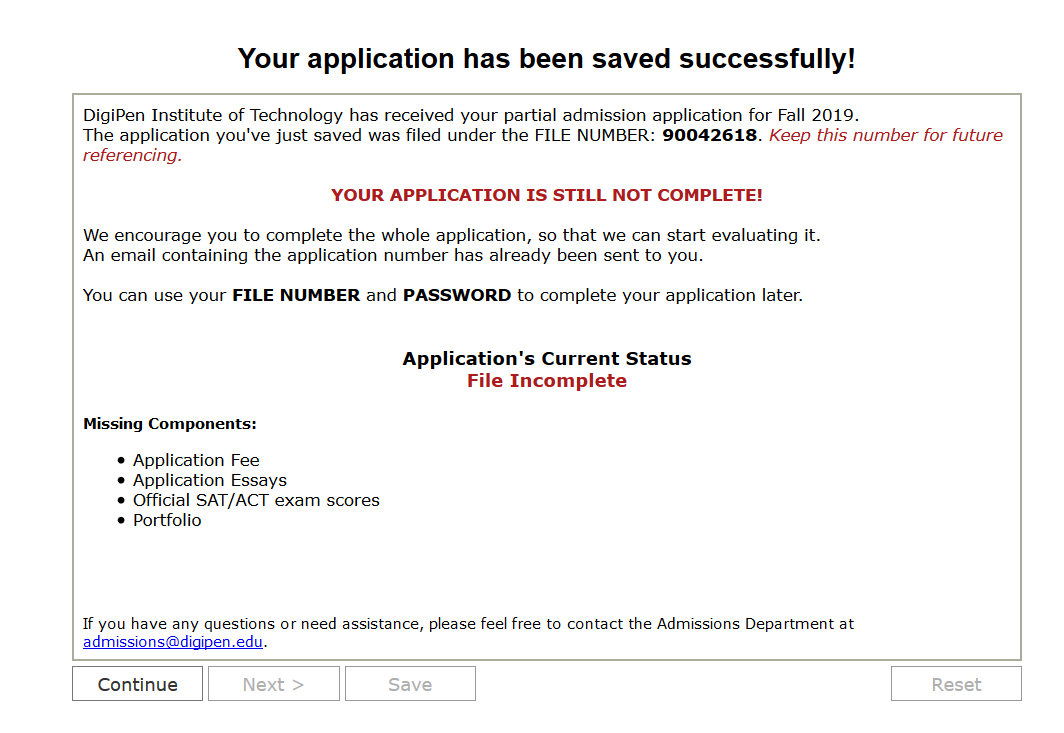 Your application has been saved successfully!
DigiPen Institute of Technology has received your partial admission application for Fall 2019.
The application you've just saved was filed under the FILE NUMBER: 90042618. Keep this number for future
referencing.
YOUR APPLICATION IS STILL NOT COMPLETE!
We encourage you to complete the whole application, so that we can start evaluating it.
An email containing the application number has already been sent to you.
You can use your FILE NUMBER and PASSWORD to complete your application later.
Application's Current Status
File Incomplete
Missing Components:
• Application Fee
• Application Essays
• Official SAT/ACT exam scores
• Portfolio
If you have any questions or need assistance, please feel free to contact the Admissions Department at
admissions@digipen.edu.
Continue Next > Save Reset